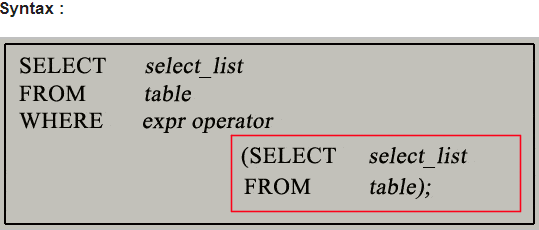 Syntax :
SELECT select_list
FROM table
WHERE expr operator
(SELECT select_list
FROM table);